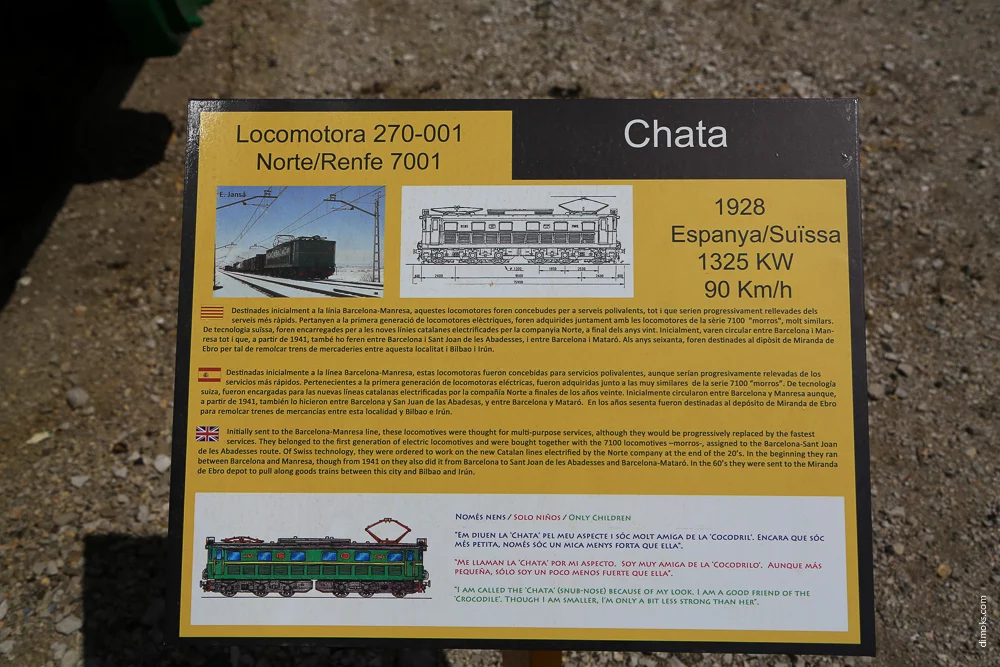 Locomotora 270-001
Norte/Renfe 7001
Chata
E. Jansà
1928
Espanya/Suïssa
1325 KW
90 Km/h
Destinades inicialment a la línia Barcelona-Manresa, aquestes locomotores foren concebudes per a serveis polivalents, tot i que serien progressivament rellevades dels
serveis més ràpids. Pertanyen a la primera generació de locomotores elèctriques, foren adquirides juntament amb les locomotores de la sèrie 7100 "morros", molt similars.
De tecnologia suïssa, foren encarregades per a les noves línies catalanes electrificades per la companyia Norte, a final dels anys vint. Inicialment, varen circular entre Barcelona i Man-
resa tot i que, a partir de 1941, també ho feren entre Barcelona i Sant Joan de les Abadesses, i entre Barcelona i Mataró. Als anys seixanta, foren destinades al dipòsit de Miranda de
Ebro per tal de remolcar trens de mercaderies entre aquesta localitat i Bilbao i Irún.
Destinadas inicialmente a la línea Barcelona-Manresa, estas locomotoras fueron concebidas para servicios polivalentes, aunque serían progresivamente relevadas de los
servicios más rápidos. Pertenecientes a la primera generación de locomotoras eléctricas, fueron adquiridas junto a las muy similares de la serie 7100 "morros". De tecnología
suiza, fueron encargadas para las nuevas líneas catalanas electrificadas por la compañía Norte a finales de los años veinte. Inicialmente circularon entre Barcelona y Manresa aunque,
a partir de 1941, también lo hicieron entre Barcelona y San Juan de las Abadesas, y entre Barcelona y Mataró. En los años sesenta fueron destinadas al depósito de Miranda de Ebro
para remolcar trenes de mercancías entre esta localidad y Bilbao e Irún.
Initially sent to the Barcelona-Manresa line, these locomotives were thought for multi-purpose services, although they would be progressively replaced by the fastest
services. They belonged to the first generation of electric locomotives and were bought together with the 7100 locomotives –morros-, assigned to the Barcelona-Sant Joan
de les Abadesses route. Of Swiss technology, they were ordered to work on the new Catalan lines electrified by the Norte company at the end of the 20's. In the beginning they ran
between Barcelona and Manresa, though from 1941 on they also did it from Barcelona to Sant Joan de les Abadesses and Barcelona-Mataró. In the 60's they were sent to the Miranda
de Ebro depot to pull along goods trains between this city and Bilbao and Irún.
Només nens / Solo niños / Only Children
"Em diuen la 'Chata' pel meu aspecte i sóc molt amiga de la 'Cocodril'. Encara que sóc
més petita, només sóc un mica menys forta que ella".
"Me llaman la 'Chata' por mi aspecto. Soy muy amiga de la 'Cocodrilo'. Aunque más
pequeña, sólo soy un poco menos fuerte que ella".
"I am called the 'Chata' (snub-nose) because of my look. I am a good friend of the
'Crocodile'. Though I am smaller, I'm only a bit less strong than her".
dimoks.com